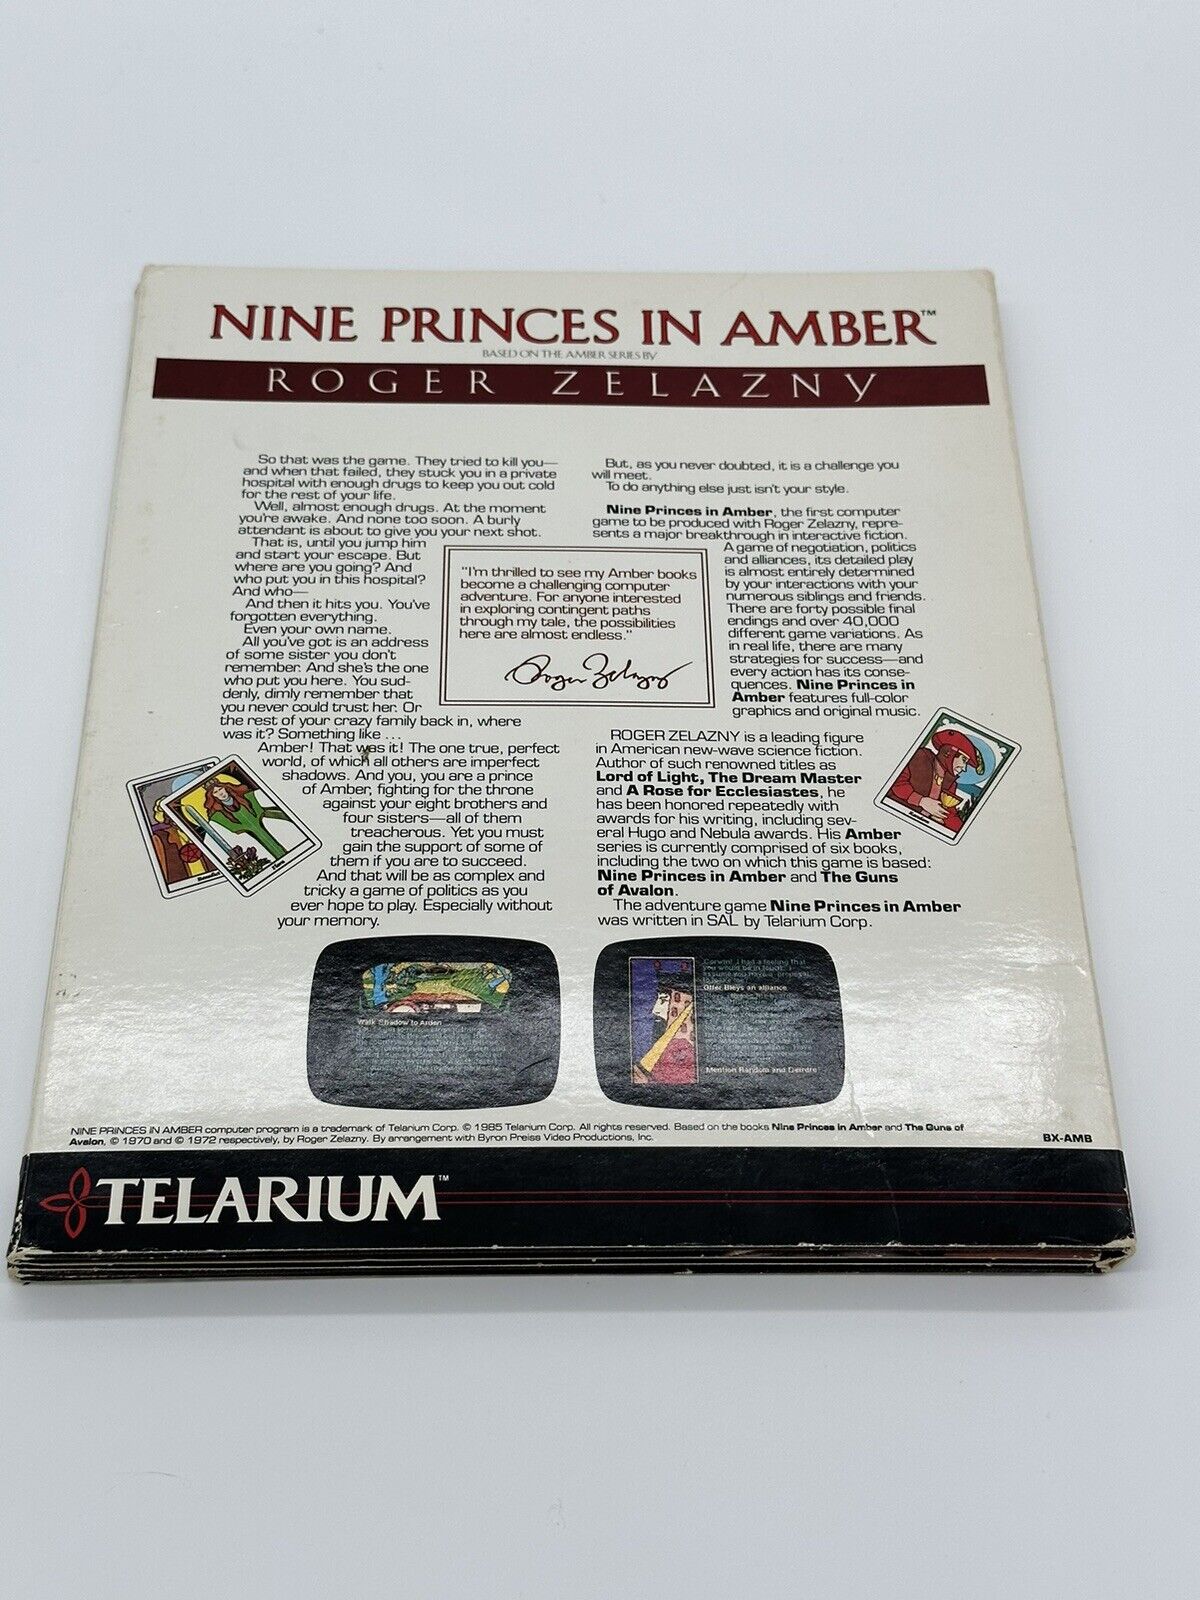 NINE PRINCES IN AMBER™
BASED ON THE AMBER SERIES BY
ROGER ZELAZNY
So that was the game. They tried to kill you—
and when that failed, they stuck you in a private
hospital with enough drugs to keep you out cold
for the rest of your life.
Well, almost enough drugs. At the moment
you're awake. And none too soon. A burly
attendant is about to give you your next shot.
That is, until you jump him
and start your escape. But
where are you going? And
who put you in this hospital?
And who—
And then it hits you. You've
forgotten everything.
Even your own name.
All you've got is an address
of some sister you don't
remember. And she's the one
who put you here. You sud-
denly, dimly remember that
you never could trust her. Or
the rest of your crazy family back in, where
was it? Something like ...
Amber! That was it! The one true, perfect
world, of which all others are imperfect
shadows. And you, you are a prince
of Amber, fighting for the throne
against your eight brothers and
four sisters—all of them
treacherous. Yet you must
gain the support of some of
them if you are to succeed.
And that will be as complex and
tricky a game of politics as you
ever hope to play. Especially without
your memory.
But, as you never doubted, it is a challenge you
will meet.
To do anything else just isn't your style.
Nine Princes in Amber, the first computer
game to be produced with Roger Zelazny, repre-
sents a major breakthrough in interactive fiction.
A game of negotiation, politics
and alliances, its detailed play
is almost entirely determined
by your interactions with your
numerous siblings and friends.
There are forty possible final
endings and over 40,000
different game variations. As
in real life, there are many
strategies for success—and
every action has its conse-
quences. Nine Princes in
Amber features full-color
graphics and original music.
"I'm thrilled to see my Amber books
become a challenging computer
adventure. For anyone interested
in exploring contingent paths
through my tale, the possibilities
here are almost endless."
Roger Zelazny
ROGER ZELAZNY is a leading figure
in American new-wave science fiction.
Author of such renowned titles as
Lord of Light, The Dream Master
and A Rose for Ecclesiastes, he
has been honored repeatedly with
awards for his writing, including sev-
eral Hugo and Nebula awards. His Amber
series is currently comprised of six books,
including the two on which this game is based:
Nine Princes in Amber and The Guns
of Avalon.
The adventure game Nine Princes in Amber
was written in SAL by Telarium Corp.
Fiona
Random
Walk Shadow to Arden
Corwin! I had a feeling that
you would be in touch. I
assume you have a proposal
Offer Bleys an alliance
Mention Random and Deirdre
NINE PRINCES IN AMBER computer program is a trademark of Telarium Corp. © 1985 Telarium Corp. All rights reserved. Based on the books Nine Princes in Amber and The Guns of
Avalon, © 1970 and © 1972 respectively, by Roger Zelazny. By arrangement with Byron Preiss Video Productions, Inc.
BX-AMB
TELARIUM™